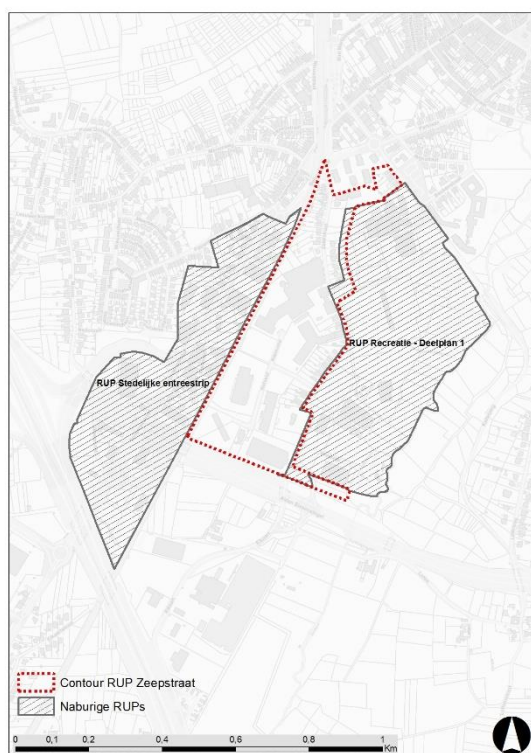 RUP Recreatie - Deelplan 1
RUP Stedelijke entreestrip
Contour RUP Zeepstraat
Naburige RUPs
0 0,1 0,2 0,4 0,6 0,8 1
Km